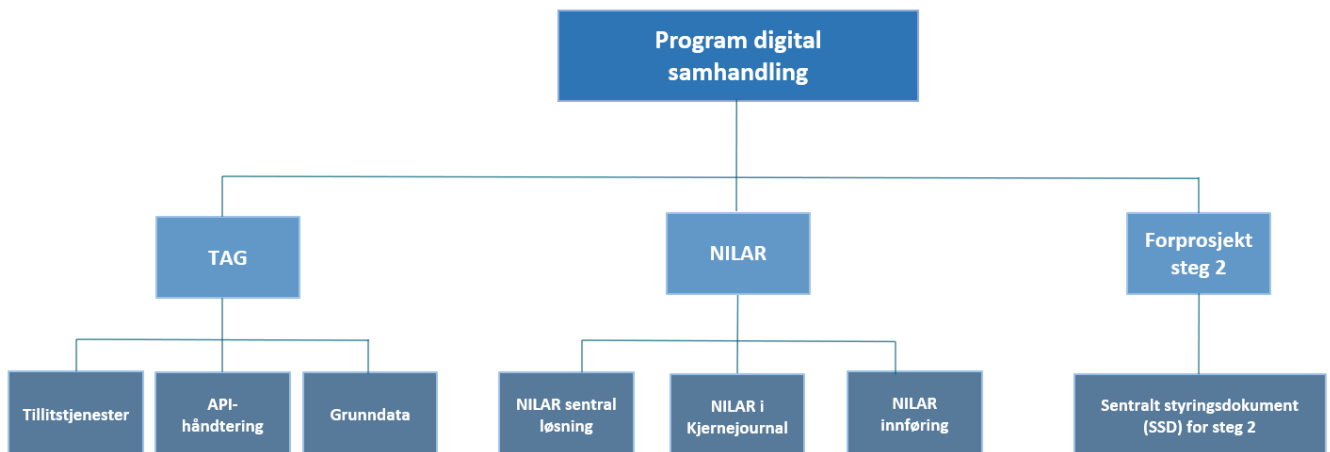 Program digital
samhandling
TAG
NILAR
Forprosjekt
steg 2
Tillitstjenester
API-
håndtering
Grunndata
NILAR sentral
løsning
NILAR i
Kjernejournal
NILAR
innføring
Sentralt styringsdokument
(SSD) for steg 2